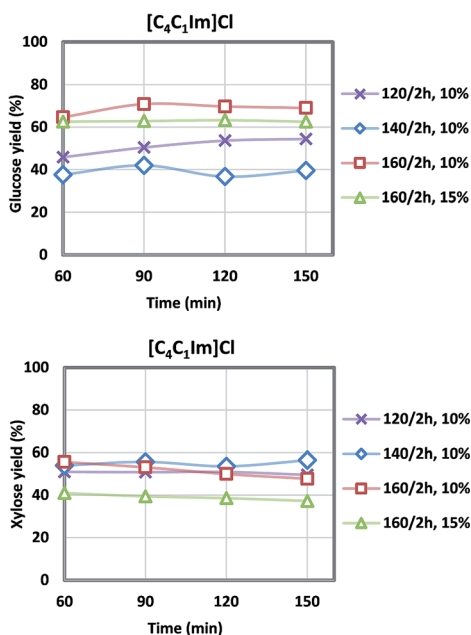 [C₄C₁Im]Cl
Glucose yield (%)
100
80
60
40
20
0
60 90 120 150
Time (min)
120/2h, 10%
140/2h, 10%
160/2h, 10%
160/2h, 15%
[C₄C₁Im]Cl
Xylose yield (%)
100
80
60
40
20
0
60 90 120 150
Time (min)
120/2h, 10%
140/2h, 10%
160/2h, 10%
160/2h, 15%